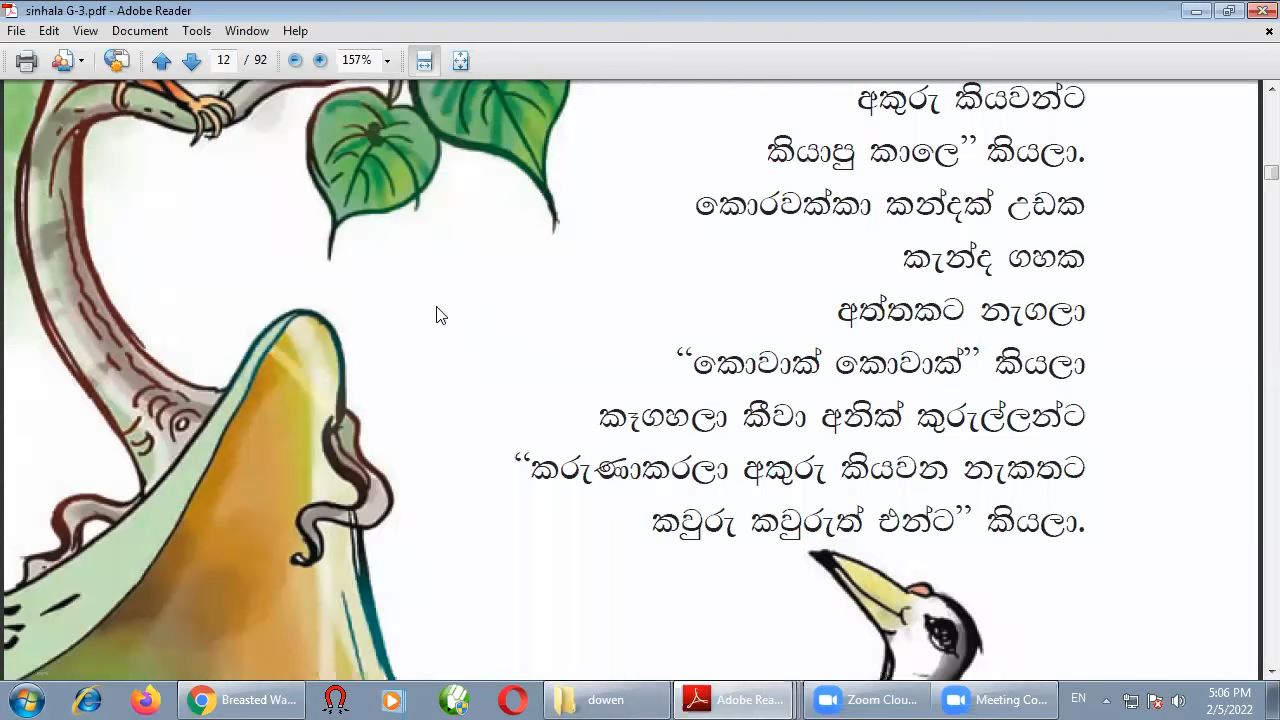 sinhala G-3.pdf - Adobe Reader
File Edit View Document Tools Window Help
12 / 92 157%
අකුරු කියවන්ට
කියාපු කාලෙ’’ කියලා.
කොරවක්කා කන්දක් උඩක
කැන්ද ගහක
අත්තකට නැගලා
‘‘කොවාක් කොවාක්’’ කියලා
කෑගහලා කීවා අනික් කුරුල්ලන්ට
‘‘කරුණාකරලා අකුරු කියවන නැකතට
කවුරු කවුරුත් එන්ට’’ කියලා.
Breasted Wa... dowen Adobe Rea... Zoom Clou... Meeting Co... EN 5:06 PM
2/5/2022